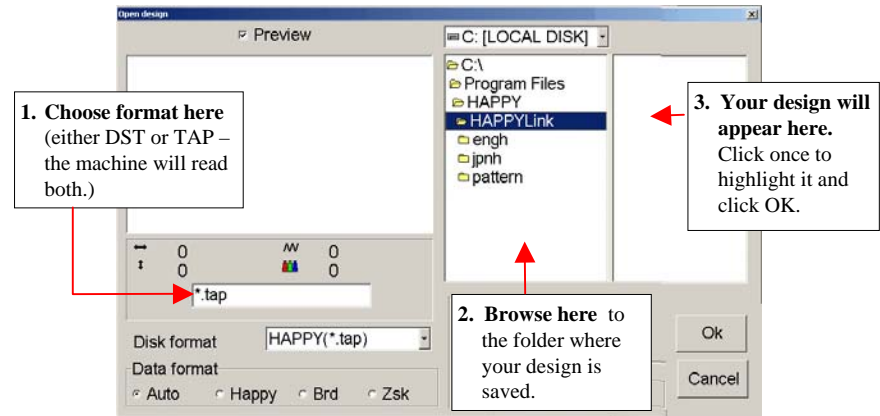 Open design
Preview
C: [LOCAL DISK]
C:\
Program Files
HAPPY
HAPPYLink
engh
jpnh
pattern
1. Choose format here
(either DST or TAP –
the machine will read
both.)
3. Your design will
appear here.
Click once to
highlight it and
click OK.
0
0
0
0
*.tap
2. Browse here to
the folder where
your design is
saved.
Disk format
HAPPY(*.tap)
Data format
Auto Happy Brd Zsk
Ok
Cancel